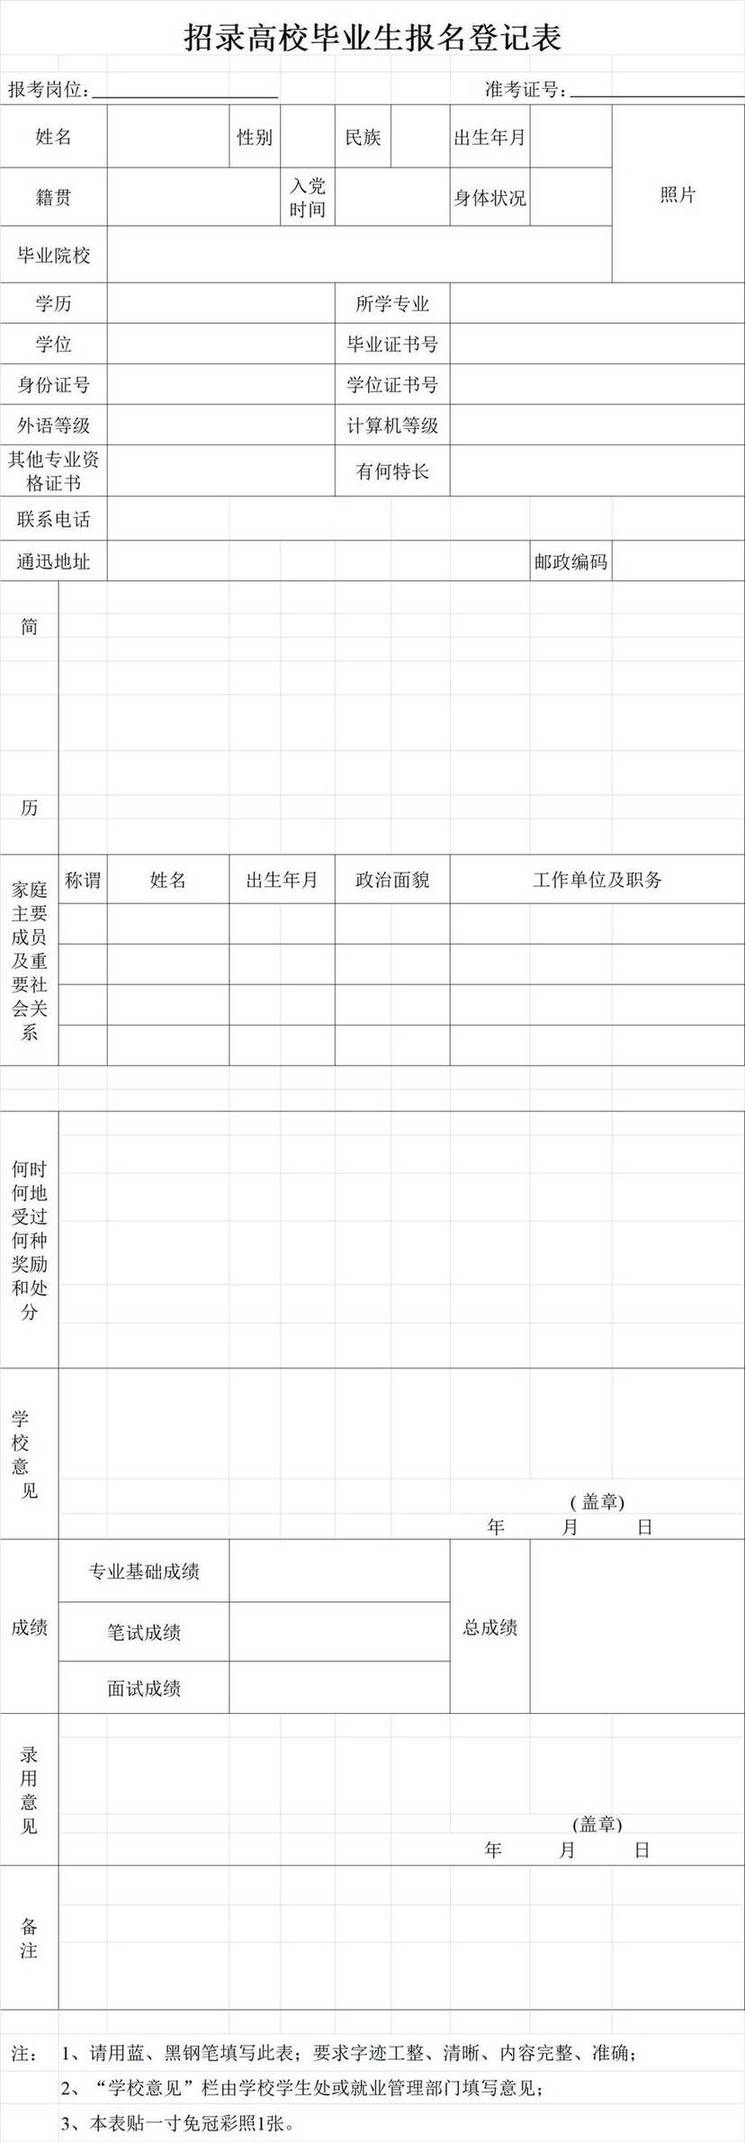 招录高校毕业生报名登记表
报考岗位: 准考证号:
姓名 性别 民族 出生年月 照片
籍贯 入党 身体状况
时间
毕业院校
学历 所学专业
学位 毕业证书号
身份证号 学位证书号
外语等级 计算机等级
其他专业资 有何特长
格证书
联系电话
通迅地址 邮政编码
简
历
家庭
主要
成员
及重
要社
会关
系
称谓 姓名 出生年月 政治面貌 工作单位及职务
何时
何地
受过
何种
奖励
和处
分
学
校
意
见
( 盖章)
年 月 日
成绩 专业基础成绩 总成绩
笔试成绩
面试成绩
录
用
意
见
(盖章)
年 月 日
备
注
注： 1、请用蓝、黑钢笔填写此表；要求字迹工整、清晰、内容完整、准确；
2、“学校意见”栏由学校学生处或就业管理部门填写意见；
3、本表贴一寸免冠彩照1张。